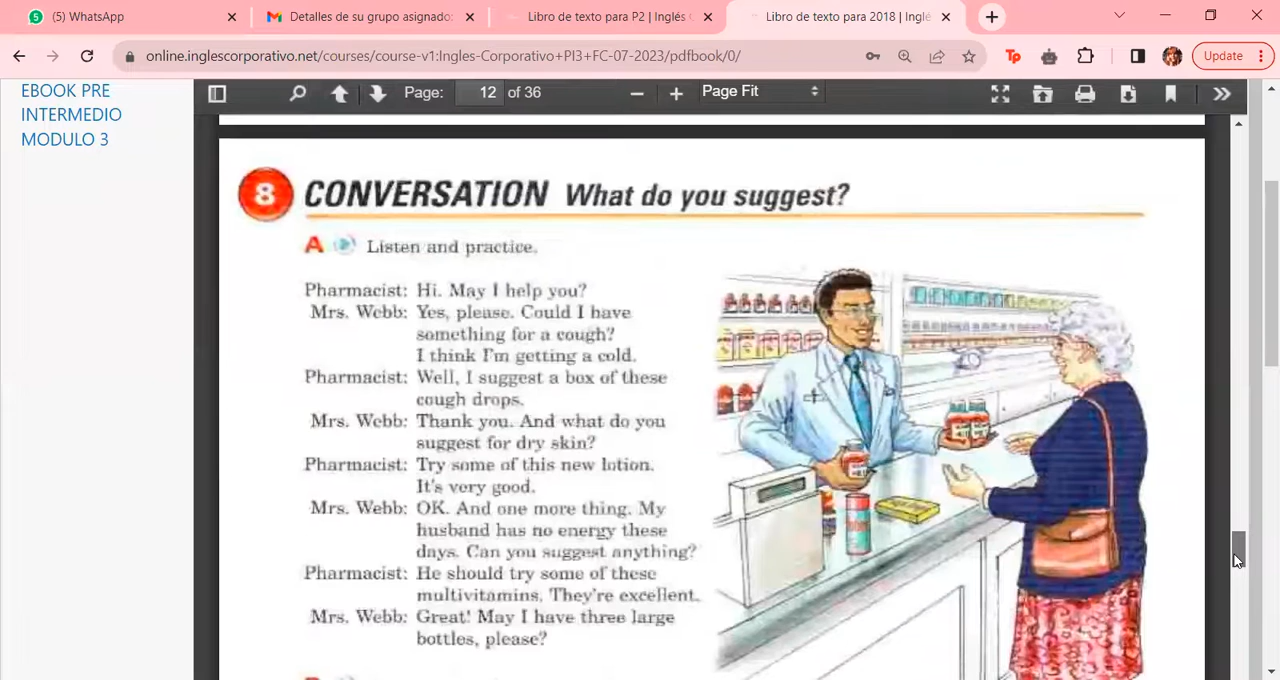 (5) WhatsApp
Detalles de su grupo asignado:
Libro de texto para P2 | Inglés
Libro de texto para 2018 | Inglé
online.inglescorporativo.net/courses/course-v1:Ingles-Corporativo+PI3+FC-07-2023/pdfbook/0/
Tp
Update
EBOOK PRE
INTERMEDIO
MODULO 3
Page: 12 of 36
Page Fit
8 CONVERSATION What do you suggest?
A Listen and practice.
Pharmacist: Hi. May I help you?
Mrs. Webb: Yes, please. Could I have
something for a cough?
I think I'm getting a cold.
Pharmacist: Well, I suggest a box of these
cough drops.
Mrs. Webb: Thank you. And what do you
suggest for dry skin?
Pharmacist: Try some of this new lotion.
It's very good.
Mrs. Webb: OK. And one more thing. My
husband has no energy these
days. Can you suggest anything?
Pharmacist: He should try some of these
multivitamins. They're excellent.
Mrs. Webb: Great! May I have three large
bottles, please?